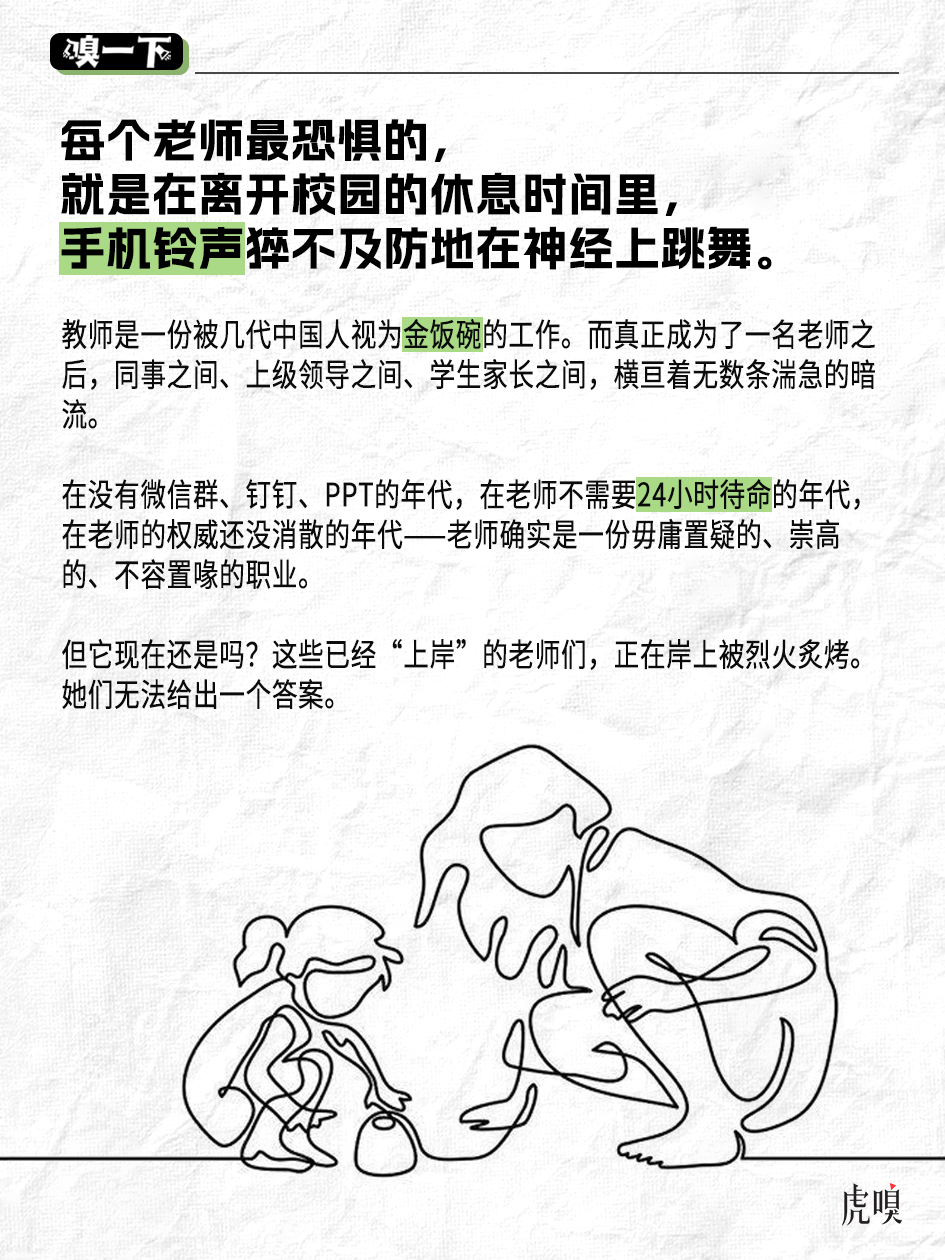 嗅一下
每个老师最恐惧的，
就是在离开校园的休息时间里，
手机铃声猝不及防地在神经上跳舞。
教师是一份被几代中国人视为金饭碗的工作。而真正成为了一名老师之
后，同事之间、上级领导之间、学生家长之间，横亘着无数条湍急的暗
流。
在没有微信群、钉钉、PPT的年代，在老师不需要24小时待命的年代，
在老师的权威还没消散的年代——老师确实是一份毋庸置疑的、崇高
的、不容置喙的职业。
但它现在还是吗？这些已经“上岸”的老师们，正在岸上被烈火炙烤。
她们无法给出一个答案。
虎嗅